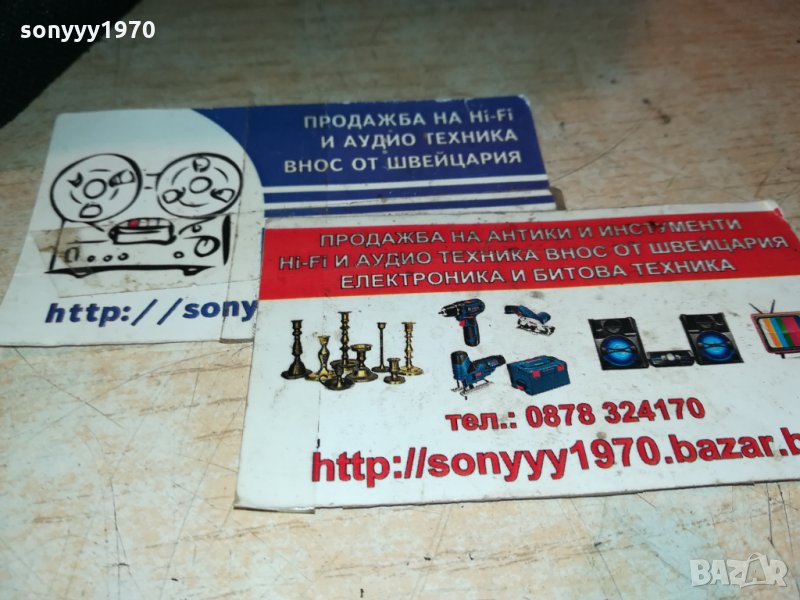 sonyyy1970
ПРОДАЖБА НА Hi-Fi
И АУДИО ТЕХНИКА
ВНОС ОТ ШВЕЙЦАРИЯ
http://sony
ПРОДАЖБА НА АНТИКИ И ИНСТУМЕНТИ
Hi-Fi И АУДИО ТЕХНИКА ВНОС ОТ ШВЕЙЦАРИЯ
ЕЛЕКТРОНИКА И БИТОВА ТЕХНИКА
тел.: 0878 324170
http://sonyyy1970.bazar.b
BAZAR